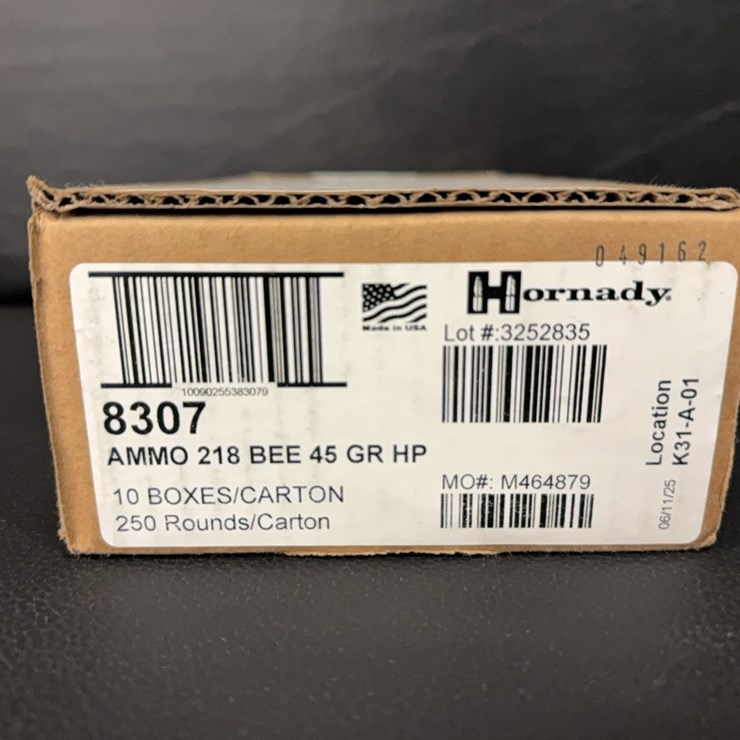 049162
Made in USA
Hornady
Lot #:3252835
10090255383079
8307
AMMO 218 BEE 45 GR HP
10 BOXES/CARTON
250 Rounds/Carton
MO#: M464879
Location
K31-A-01
06/11/25